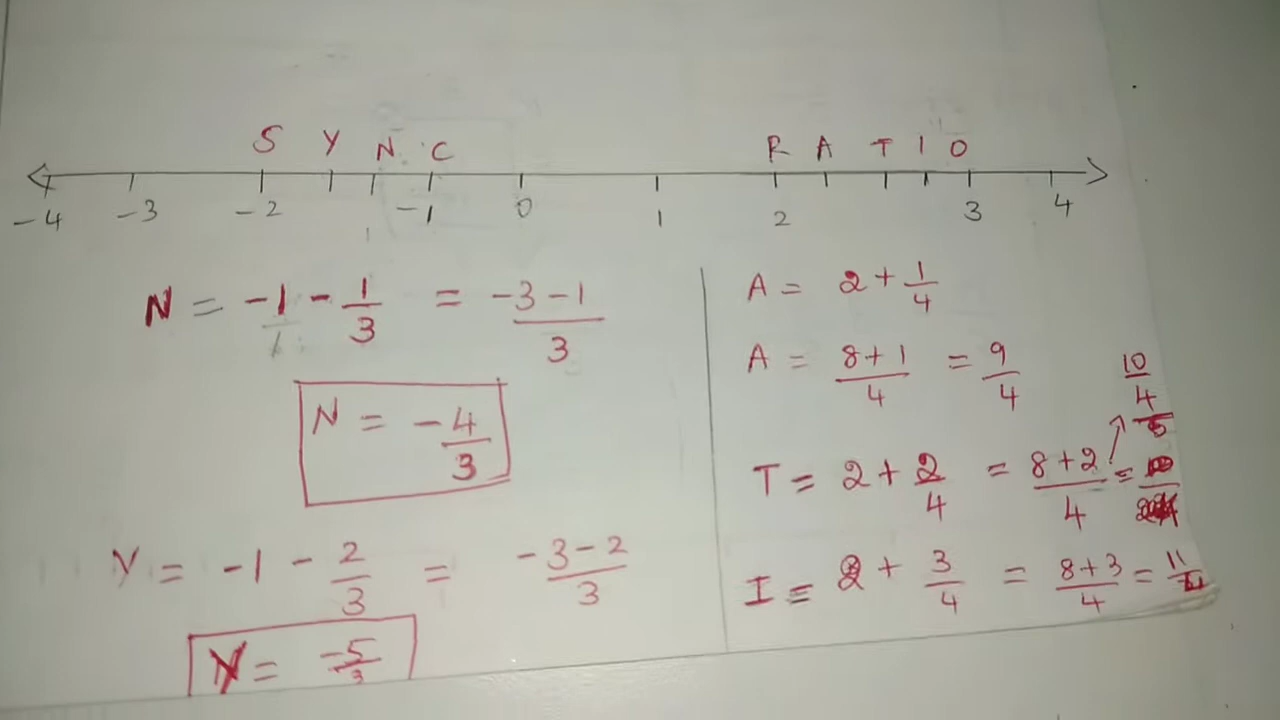 S Y N C R A T I O
-4 -3 -2 -1 0 1 2 3 4
N = -1/1 - 1/3 = -3-1/3
N = -4/3
Y = -1 - 2/3 = -3-2/3
Y = -5/3
A = 2 + 1/4
A = 8+1/4 = 9/4
10/4
T = 2 + 2/4 = 8+2/4 =
I = 2 + 3/4 = 8+3/4 = 11/4